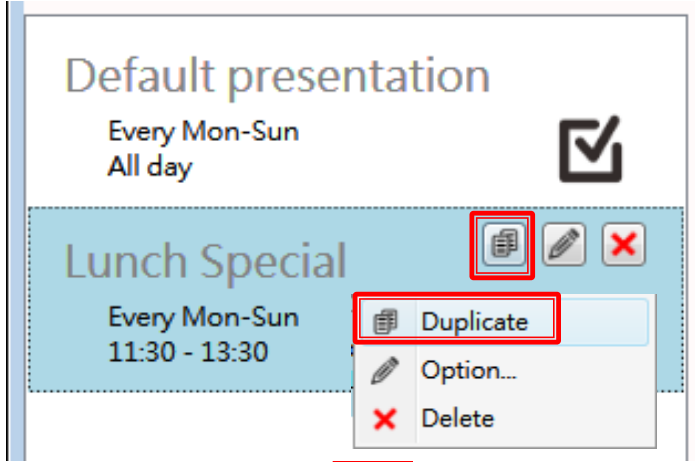 Default presentation
Every Mon-Sun
All day
Lunch Special
Every Mon-Sun
11:30 - 13:30
Duplicate
Option...
Delete